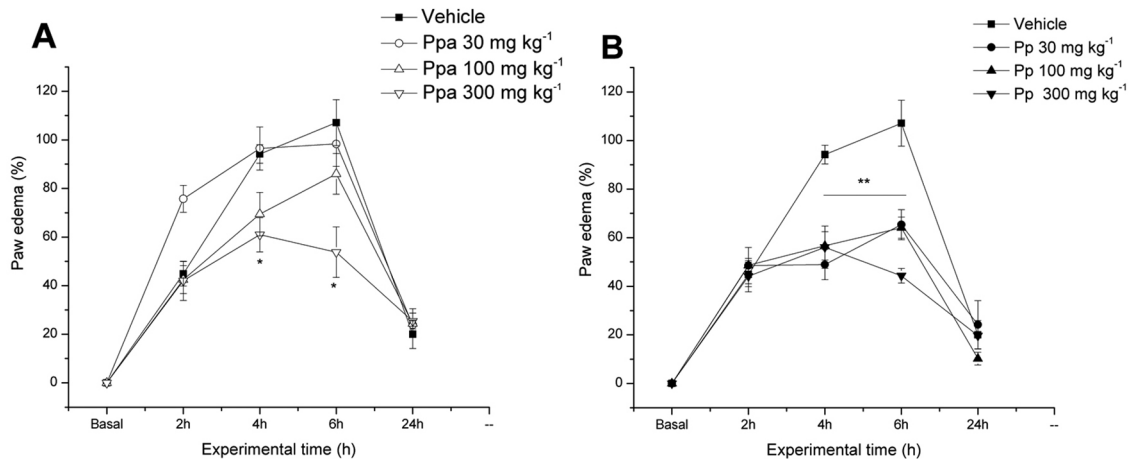 A
Vehicle
Ppa 30 mg kg⁻¹
Ppa 100 mg kg⁻¹
Ppa 300 mg kg⁻¹
Paw edema (%)
120
100
80
60
40
20
0
*
*
Basal
2h
4h
6h
24h
--
Experimental time (h)
B
Vehicle
Pp 30 mg kg⁻¹
Pp 100 mg kg⁻¹
Pp 300 mg kg⁻¹
Paw edema (%)
120
100
80
60
40
20
0
**
Basal
2h
4h
6h
24h
--
Experimental time (h)